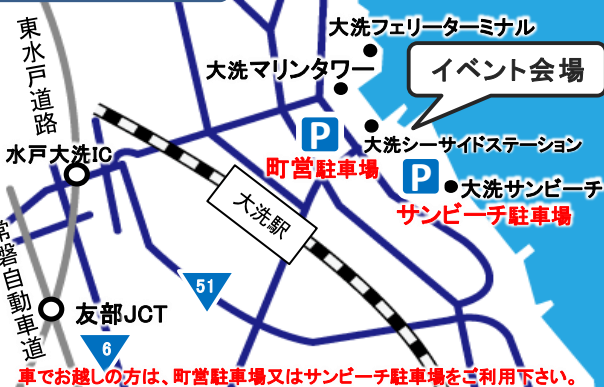 大洗フェリーターミナル
東水戸道路
大洗マリンタワー
イベント会場
P
大洗シーサイドステーション
水戸大洗IC
町営駐車場
P
大洗サンビーチ
サンビーチ駐車場
大洗駅
常磐自動車道
51
友部JCT
6
車でお越しの方は、町営駐車場又はサンビーチ駐車場をご利用下さい。